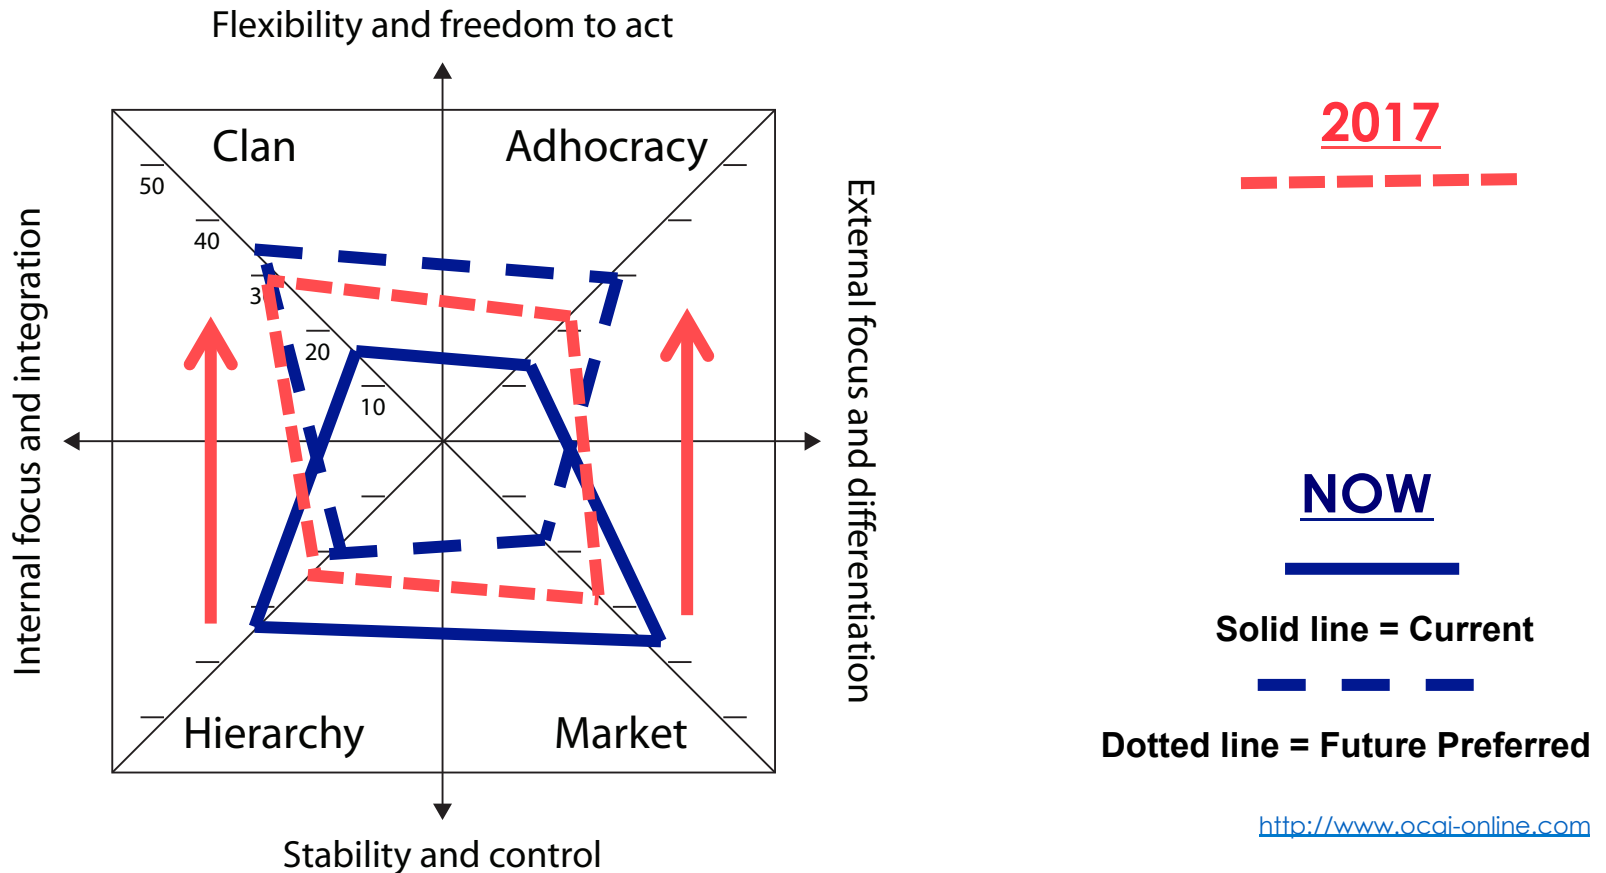 Flexibility and freedom to act
Clan
Adhocracy
50
40
3
20
10
Internal focus and integration
External focus and differentiation
Hierarchy
Market
Stability and control
2017
NOW
Solid line = Current
Dotted line = Future Preferred
http://www.ocai-online.com